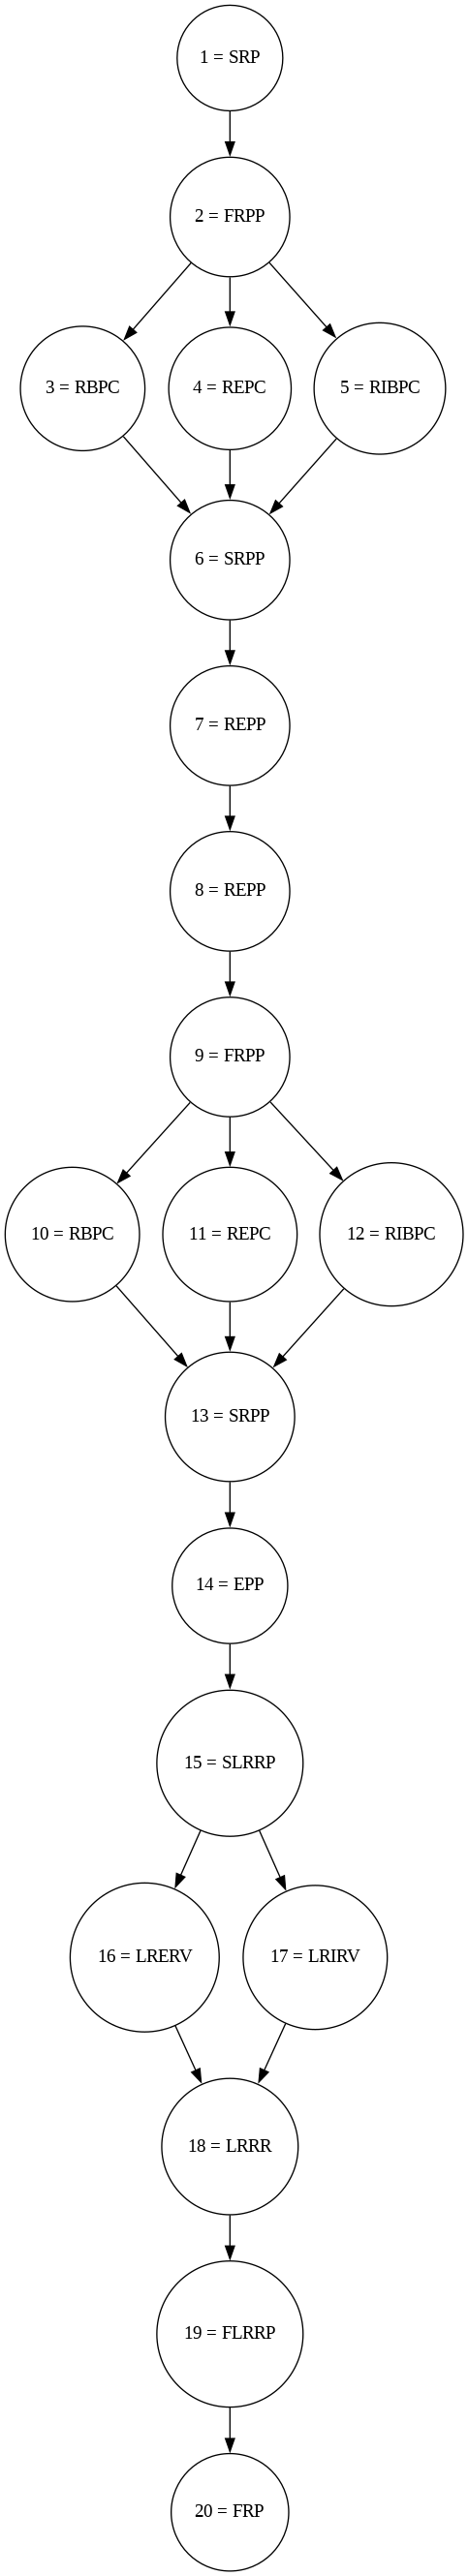 1 = SRP
2 = FRPP
3 = RBPC
4 = REPC
5 = RIBPC
6 = SRPP
7 = REPP
8 = REPP
9 = FRPP
10 = RBPC
11 = REPC
12 = RIBPC
13 = SRPP
14 = EPP
15 = SLRRP
16 = LRERV
17 = LRIRV
18 = LRRR
19 = FLRRP
20 = FRP